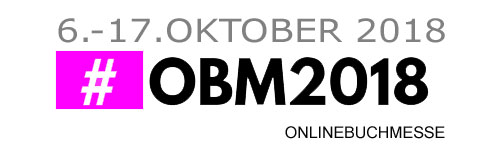 6.-17.OKTOBER 2018
# OBM2018
ONLINEBUCHMESSE